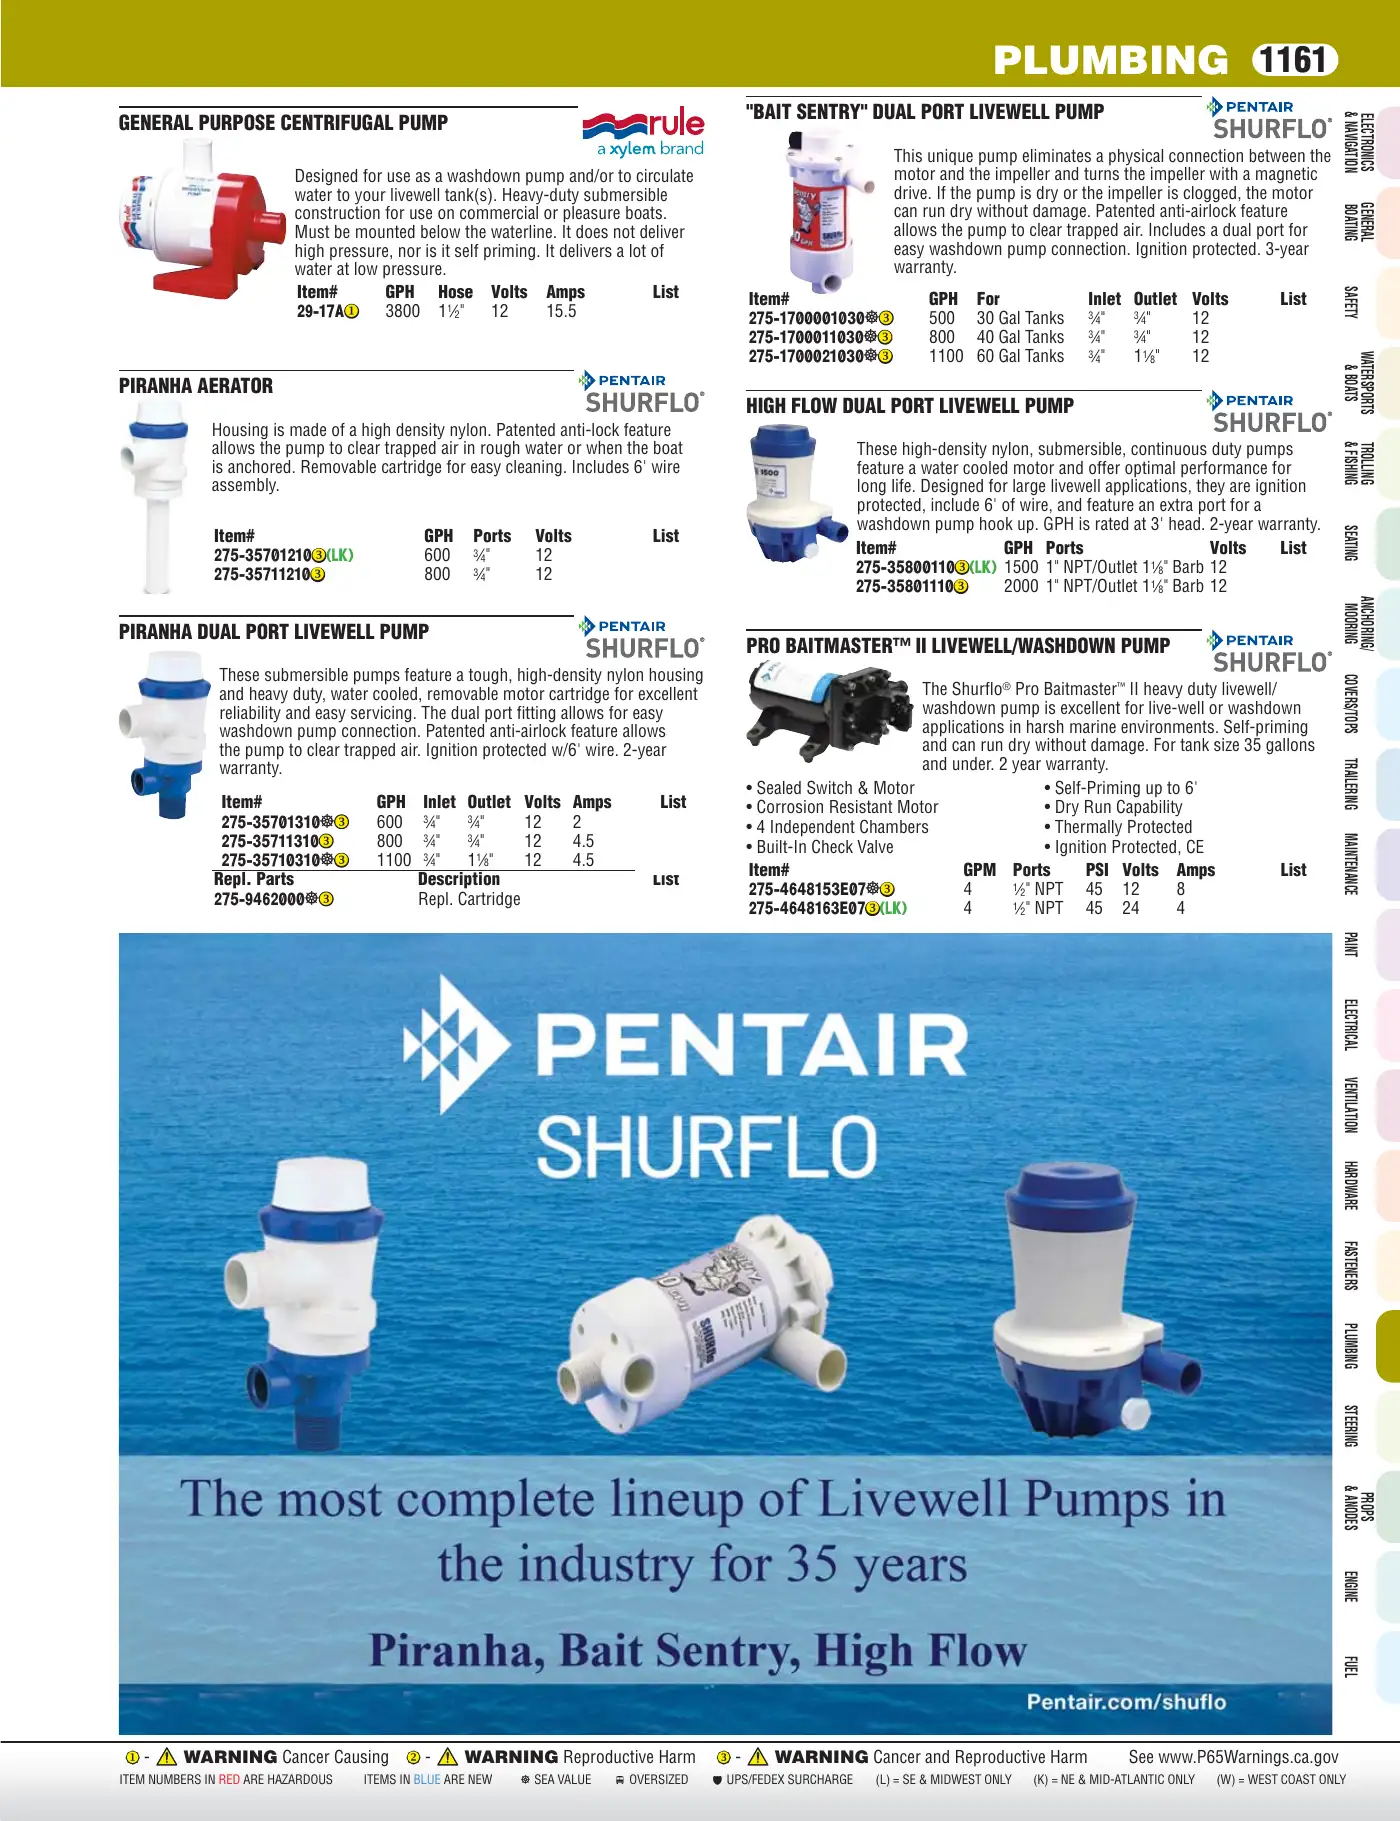 PLUMBING 1161
GENERAL PURPOSE CENTRIFUGAL PUMP
rule
a xylem brand
Designed for use as a washdown pump and/or to circulate
water to your livewell tank(s). Heavy-duty submersible
construction for use on commercial or pleasure boats.
Must be mounted below the waterline. It does not deliver
high pressure, nor is it self priming. It delivers a lot of
water at low pressure.
Item# GPH Hose Volts Amps List
29-17A① 3800 1½" 12 15.5
PIRANHA AERATOR
PENTAIR
SHURFLO®
Housing is made of a high density nylon. Patented anti-lock feature
allows the pump to clear trapped air in rough water or when the boat
is anchored. Removable cartridge for easy cleaning. Includes 6' wire
assembly.
Item# GPH Ports Volts List
275-35701210③(LK) 600 ¾" 12
275-35711210③ 800 ¾" 12
PIRANHA DUAL PORT LIVEWELL PUMP
PENTAIR
SHURFLO®
These submersible pumps feature a tough, high-density nylon housing
and heavy duty, water cooled, removable motor cartridge for excellent
reliability and easy servicing. The dual port fitting allows for easy
washdown pump connection. Patented anti-airlock feature allows
the pump to clear trapped air. Ignition protected w/6' wire. 2-year
warranty.
Item# GPH Inlet Outlet Volts Amps List
275-35701310☸③ 600 ¾" ¾" 12 2
275-35711310③ 800 ¾" ¾" 12 4.5
275-35710310☸③ 1100 ¾" 1⅛" 12 4.5
Repl. Parts Description List
275-9462000☸③ Repl. Cartridge
"BAIT SENTRY" DUAL PORT LIVEWELL PUMP
PENTAIR
SHURFLO®
This unique pump eliminates a physical connection between the
motor and the impeller and turns the impeller with a magnetic
drive. If the pump is dry or the impeller is clogged, the motor
can run dry without damage. Patented anti-airlock feature
allows the pump to clear trapped air. Includes a dual port for
easy washdown pump connection. Ignition protected. 3-year
warranty.
Item# GPH For Inlet Outlet Volts List
275-1700001030☸③ 500 30 Gal Tanks ¾" ¾" 12
275-1700011030☸③ 800 40 Gal Tanks ¾" ¾" 12
275-1700021030☸③ 1100 60 Gal Tanks ¾" 1⅛" 12
HIGH FLOW DUAL PORT LIVEWELL PUMP
PENTAIR
SHURFLO®
1500
These high-density nylon, submersible, continuous duty pumps
feature a water cooled motor and offer optimal performance for
long life. Designed for large livewell applications, they are ignition
protected, include 6' of wire, and feature an extra port for a
washdown pump hook up. GPH is rated at 3' head. 2-year warranty.
Item# GPH Ports Volts List
275-35800110③(LK) 1500 1" NPT/Outlet 1⅛" Barb 12
275-35801110③ 2000 1" NPT/Outlet 1⅛" Barb 12
PRO BAITMASTER™ II LIVEWELL/WASHDOWN PUMP
PENTAIR
SHURFLO®
The Shurflo® Pro Baitmaster™ II heavy duty livewell/
washdown pump is excellent for live-well or washdown
applications in harsh marine environments. Self-priming
and can run dry without damage. For tank size 35 gallons
and under. 2 year warranty.
• Sealed Switch & Motor
• Corrosion Resistant Motor
• 4 Independent Chambers
• Built-In Check Valve
• Self-Priming up to 6'
• Dry Run Capability
• Thermally Protected
• Ignition Protected, CE
Item# GPM Ports PSI Volts Amps List
275-4648153E07☸③ 4 ½" NPT 45 12 8
275-4648163E07③(LK) 4 ½" NPT 45 24 4
PENTAIR
SHURFLO
The most complete lineup of Livewell Pumps in
the industry for 35 years
Piranha, Bait Sentry, High Flow
Pentair.com/shuflo
ELECTRONICS
& NAVIGATION
GENERAL
BOATING
SAFETY
WATERSPORTS
& BOATS
TROLLING
& FISHING
SEATING
ANCHORING/
MOORING
COVERS/TOPS
TRAILERING
MAINTENANCE
PAINT
ELECTRICAL
VENTILATION
HARDWARE
FASTENERS
PLUMBING
STEERING
PROPS
& ANODES
ENGINE
FUEL
① - ⚠ WARNING Cancer Causing ② - ⚠ WARNING Reproductive Harm ③ - ⚠ WARNING Cancer and Reproductive Harm See www.P65Warnings.ca.gov
ITEM NUMBERS IN RED ARE HAZARDOUS ITEMS IN BLUE ARE NEW ☸ SEA VALUE OVERSIZED UPS/FEDEX SURCHARGE (L) = SE & MIDWEST ONLY (K) = NE & MID-ATLANTIC ONLY (W) = WEST COAST ONLY